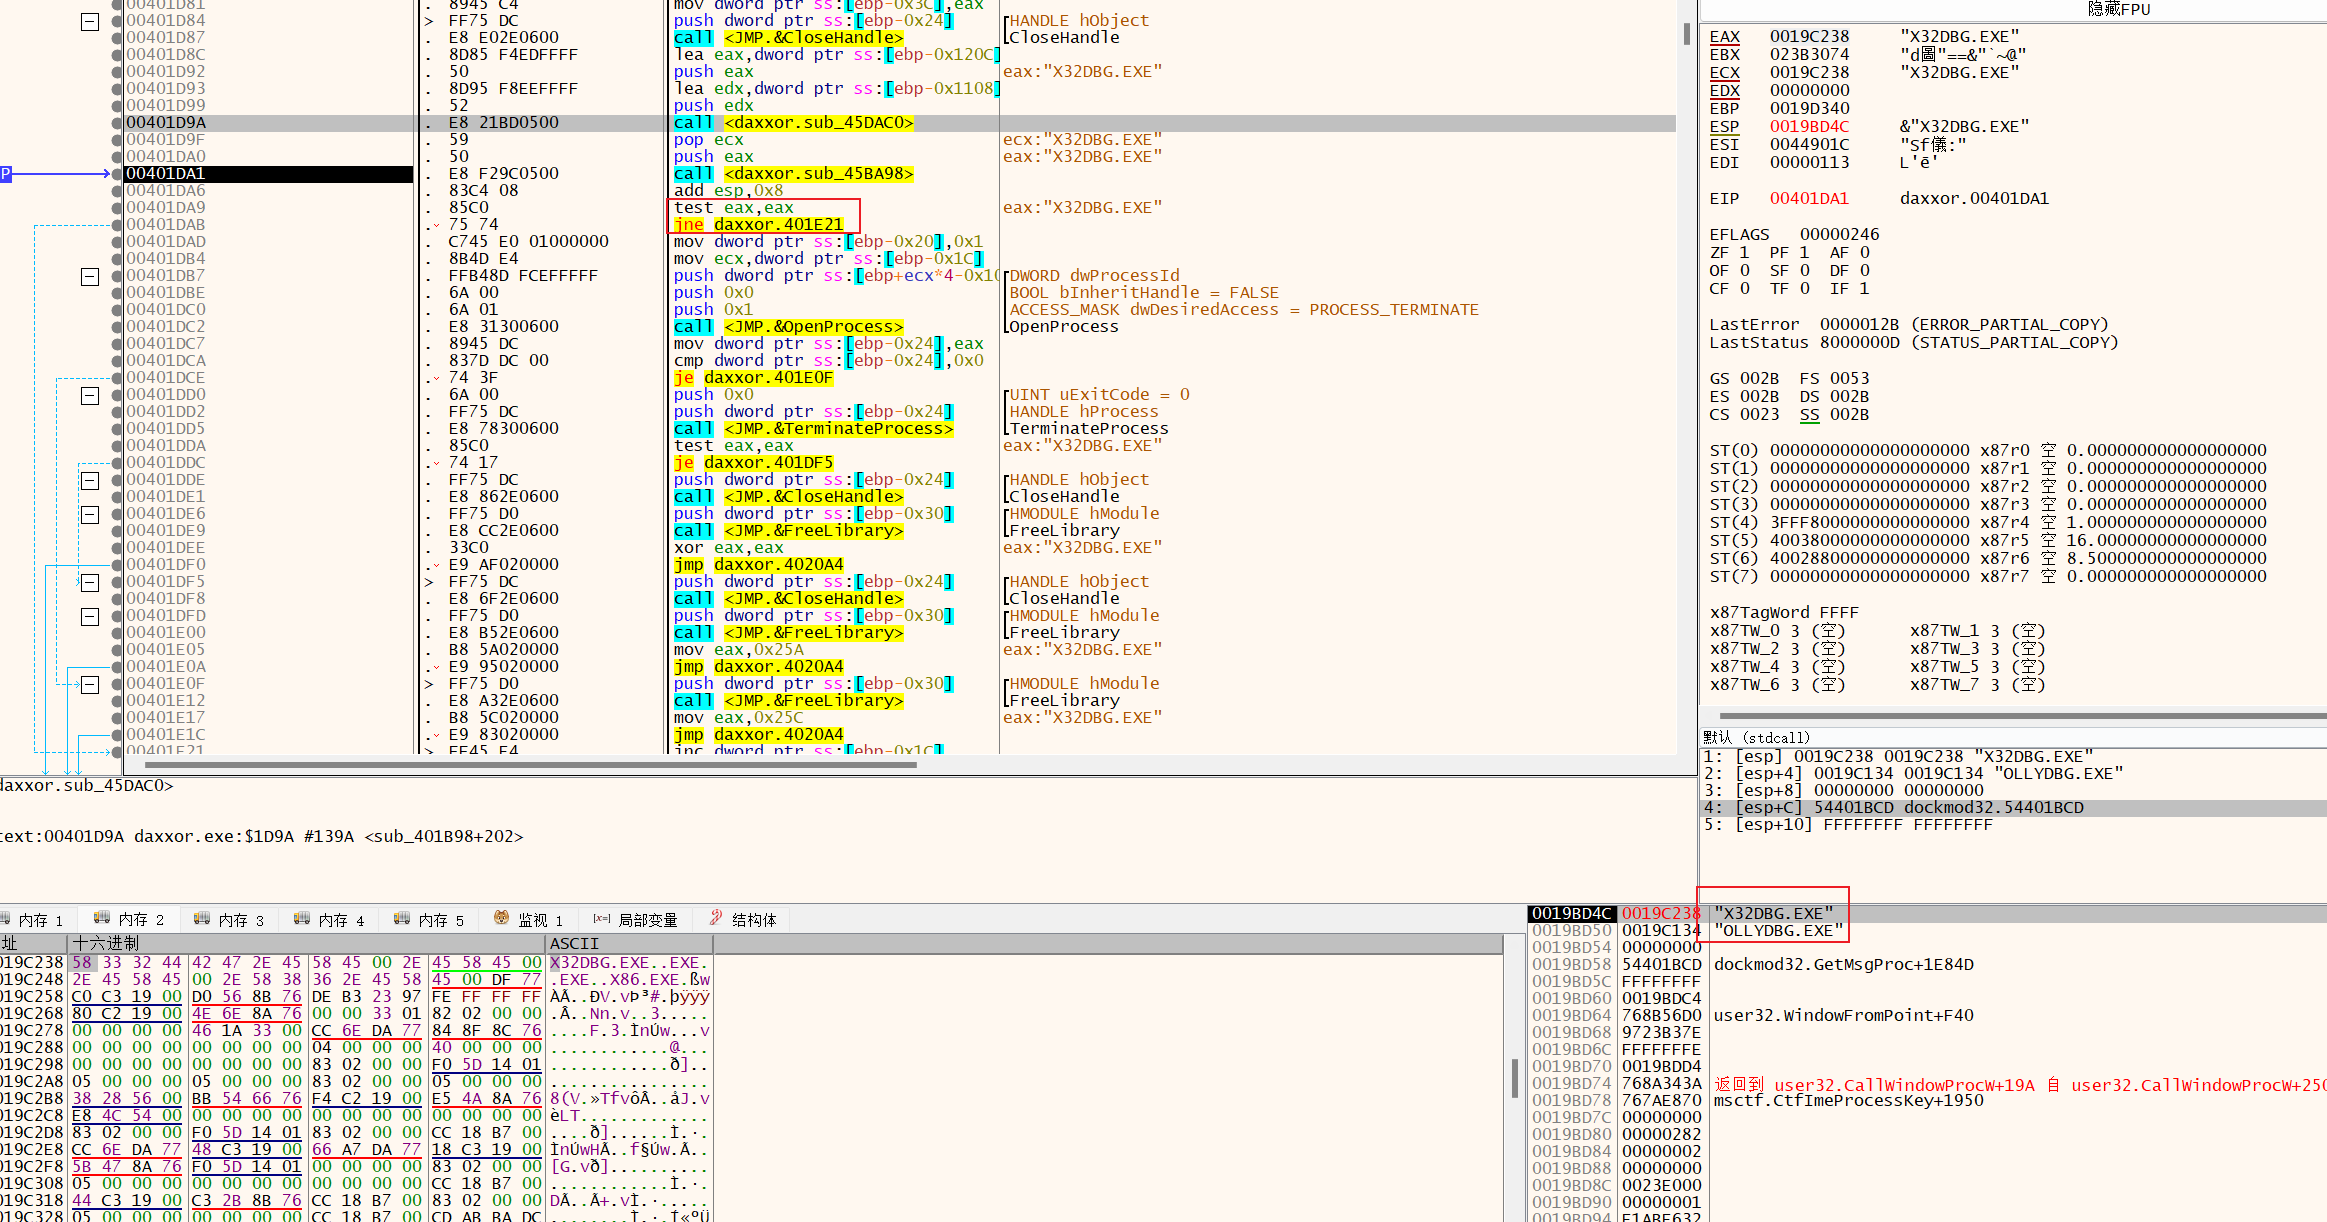 00401D81 . 8945 C4 mov dword ptr ss:[ebp-0x3C],eax
00401D84 > FF75 DC push dword ptr ss:[ebp-0x24] HANDLE hObject
00401D87 . E8 E02E0600 call <JMP.&CloseHandle> CloseHandle
00401D8C . 8D85 F4EDFFFF lea eax,dword ptr ss:[ebp-0x120C]
00401D92 . 50 push eax eax:"X32DBG.EXE"
00401D93 . 8D95 F8EEFFFF lea edx,dword ptr ss:[ebp-0x1108]
00401D99 . 52 push edx
00401D9A . E8 21BD0500 call <daxxor.sub_45DAC0>
00401D9F . 59 pop ecx ecx:"X32DBG.EXE"
00401DA0 . 50 push eax eax:"X32DBG.EXE"
00401DA1 . E8 F29C0500 call <daxxor.sub_45BA98>
00401DA6 . 83C4 08 add esp,0x8
00401DA9 . 85C0 test eax,eax eax:"X32DBG.EXE"
00401DAB . 75 74 jne daxxor.401E21
00401DAD . C745 E0 01000000 mov dword ptr ss:[ebp-0x20],0x1
00401DB4 . 8B4D E4 mov ecx,dword ptr ss:[ebp-0x1C]
00401DB7 . FFB48D FCEFFFFF push dword ptr ss:[ebp+ecx*4-0x10 DWORD dwProcessId
00401DBE . 6A 00 push 0x0 BOOL bInheritHandle = FALSE
00401DC0 . 6A 01 push 0x1 ACCESS_MASK dwDesiredAccess = PROCESS_TERMINATE
00401DC2 . E8 31300600 call <JMP.&OpenProcess> OpenProcess
00401DC7 . 8945 DC mov dword ptr ss:[ebp-0x24],eax
00401DCA . 837D DC 00 cmp dword ptr ss:[ebp-0x24],0x0
00401DCE . 74 3F je daxxor.401E0F
00401DD0 . 6A 00 push 0x0 UINT uExitCode = 0
00401DD2 . FF75 DC push dword ptr ss:[ebp-0x24] HANDLE hProcess
00401DD5 . E8 78300600 call <JMP.&TerminateProcess> TerminateProcess
00401DDA . 85C0 test eax,eax eax:"X32DBG.EXE"
00401DDC . 74 17 je daxxor.401DF5
00401DDE . FF75 DC push dword ptr ss:[ebp-0x24] HANDLE hObject
00401DE1 . E8 862E0600 call <JMP.&CloseHandle> CloseHandle
00401DE6 . FF75 D0 push dword ptr ss:[ebp-0x30] HMODULE hModule
00401DE9 . E8 CC2E0600 call <JMP.&FreeLibrary> FreeLibrary
00401DEE . 33C0 xor eax,eax eax:"X32DBG.EXE"
00401DF0 . E9 AF020000 jmp daxxor.4020A4
00401DF5 > FF75 DC push dword ptr ss:[ebp-0x24] HANDLE hObject
00401DF8 . E8 6F2E0600 call <JMP.&CloseHandle> CloseHandle
00401DFD . FF75 D0 push dword ptr ss:[ebp-0x30] HMODULE hModule
00401E00 . E8 B52E0600 call <JMP.&FreeLibrary> FreeLibrary
00401E05 . B8 5A020000 mov eax,0x25A eax:"X32DBG.EXE"
00401E0A . E9 95020000 jmp daxxor.4020A4
00401E0F > FF75 D0 push dword ptr ss:[ebp-0x30] HMODULE hModule
00401E12 . E8 A32E0600 call <JMP.&FreeLibrary> FreeLibrary
00401E17 . B8 5C020000 mov eax,0x25C eax:"X32DBG.EXE"
00401E1C . E9 83020000 jmp daxxor.4020A4
00401E21 > FF45 E4 inc dword ptr ss:[ebp-0x1C]
daxxor.sub_45DAC0>
text:00401D9A daxxor.exe:$1D9A #139A <sub_401B98+202>
隐藏FPU
EAX 0019C238 "X32DBG.EXE"
EBX 023B3074 "d圖"==&"`~@"
ECX 0019C238 "X32DBG.EXE"
EDX 00000000
EBP 0019D340
ESP 0019BD4C &"X32DBG.EXE"
ESI 0044901C "Sf儀:"
EDI 00000113 L'ē'
EIP 00401DA1 daxxor.00401DA1
EFLAGS 00000246
ZF 1 PF 1 AF 0
OF 0 SF 0 DF 0
CF 0 TF 0 IF 1
LastError 0000012B (ERROR_PARTIAL_COPY)
LastStatus 8000000D (STATUS_PARTIAL_COPY)
GS 002B FS 0053
ES 002B DS 002B
CS 0023 SS 002B
ST(0) 00000000000000000000 x87r0 空 0.000000000000000000
ST(1) 00000000000000000000 x87r1 空 0.000000000000000000
ST(2) 00000000000000000000 x87r2 空 0.000000000000000000
ST(3) 00000000000000000000 x87r3 空 0.000000000000000000
ST(4) 3FFF8000000000000000 x87r4 空 1.000000000000000000
ST(5) 40038000000000000000 x87r5 空 16.00000000000000000
ST(6) 40028800000000000000 x87r6 空 8.500000000000000000
ST(7) 00000000000000000000 x87r7 空 0.000000000000000000
x87TagWord FFFF
x87TW_0 3 (空) x87TW_1 3 (空)
x87TW_2 3 (空) x87TW_3 3 (空)
x87TW_4 3 (空) x87TW_5 3 (空)
x87TW_6 3 (空) x87TW_7 3 (空)
默认 (stdcall)
1: [esp] 0019C238 0019C238 "X32DBG.EXE"
2: [esp+4] 0019C134 0019C134 "OLLYDBG.EXE"
3: [esp+8] 00000000 00000000
4: [esp+C] 54401BCD dockmod32.54401BCD
5: [esp+10] FFFFFFFF FFFFFFFF
内存 1 内存 2 内存 3 内存 4 内存 5 监视 1 [x=] 局部变量 结构体
址 十六进制 ASCII
019C238 58 33 32 44 42 47 2E 45 58 45 00 2E 45 58 45 00 X32DBG.EXE..EXE.
019C248 2E 45 58 45 00 2E 58 38 36 2E 45 58 45 00 DF 77 .EXE..X86.EXE.ßw
019C258 C0 C3 19 00 D0 56 8B 76 DE B3 23 97 FE FF FF FF ÀÃ..ÐV.vÞ³#.þÿÿÿ
019C268 80 C2 19 00 4E 6E 8A 76 00 00 33 01 82 02 00 00 .Â..Nn.v..3.....
019C278 00 00 00 00 46 1A 33 00 CC 6E DA 77 84 8F 8C 76 ....F.3.ÌnÚw...v
019C288 00 00 00 00 00 00 00 00 04 00 00 00 40 00 00 00 ............@...
019C298 00 00 00 00 00 00 00 00 83 02 00 00 F0 5D 14 01 ............ð]..
019C2A8 05 00 00 00 05 00 00 00 83 02 00 00 05 00 00 00 ................
019C2B8 38 28 56 00 BB 54 66 76 F4 C2 19 00 E5 4A 8A 76 8(V.»TfvôÂ..åJ.v
019C2C8 E8 4C 54 00 00 00 00 00 00 00 00 00 00 00 00 00 èLT.............
019C2D8 83 02 00 00 F0 5D 14 01 83 02 00 00 CC 18 B7 00 ....ð]......Ì.·.
019C2E8 CC 6E DA 77 48 C3 19 00 66 A7 DA 77 18 C3 19 00 ÌnÚwHÃ..f§Úw.Ã..
019C2F8 5B 47 8A 76 F0 5D 14 01 00 00 00 00 83 02 00 00 [G.vð]..........
019C308 05 00 00 00 00 00 00 00 00 00 00 00 CC 18 B7 00 ............Ì.·.
019C318 44 C3 19 00 C3 2B 8B 76 CC 18 B7 00 83 02 00 00 DÃ..Ã+.vÌ.·.....
019C328 05 00 00 00 00 00 00 00 CC 18 B7 00 CD AB BA DC ........Ì.·.Í«ºÜ
0019BD4C 0019C238 "X32DBG.EXE"
0019BD50 0019C134 "OLLYDBG.EXE"
0019BD54 00000000
0019BD58 54401BCD dockmod32.GetMsgProc+1E84D
0019BD5C FFFFFFFF
0019BD60 0019BDC4
0019BD64 768B56D0 user32.WindowFromPoint+F40
0019BD68 9723B37E
0019BD6C FFFFFFFE
0019BD70 0019BDD4
0019BD74 768A343A 返回到 user32.CallWindowProcW+19A 自 user32.CallWindowProcW+250
0019BD78 767AE870 msctf.CtfImeProcessKey+1950
0019BD7C 00000000
0019BD80 00000282
0019BD84 00000002
0019BD88 00000000
0019BD8C 0023E000
0019BD90 00000001
0019BD94 E1ABE632